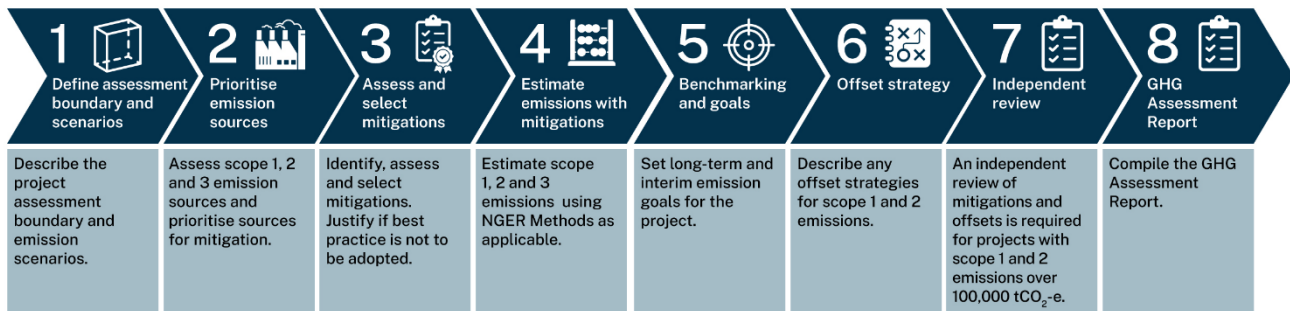 1
Define assessment
boundary and
scenarios
2
Prioritise
emission
sources
3
Assess and
select
mitigations
4
Estimate
emissions with
mitigations
5
Benchmarking
and goals
6
Offset strategy
7
Independent
review
8
GHG
Assessment
Report
Describe the
project
assessment
boundary and
emission
scenarios.
Assess scope 1, 2
and 3 emission
sources and
prioritise sources
for mitigation.
Identify, assess
and select
mitigations.
Justify if best
practice is not to
be adopted.
Estimate scope
1, 2 and 3
emissions using
NGER Methods as
applicable.
Set long-term and
interim emission
goals for the
project.
Describe any
offset strategies
for scope 1 and 2
emissions.
An independent
review of
mitigations and
offsets is required
for projects with
scope 1 and 2
emissions over
100,000 tCO₂-e.
Compile the GHG
Assessment
Report.